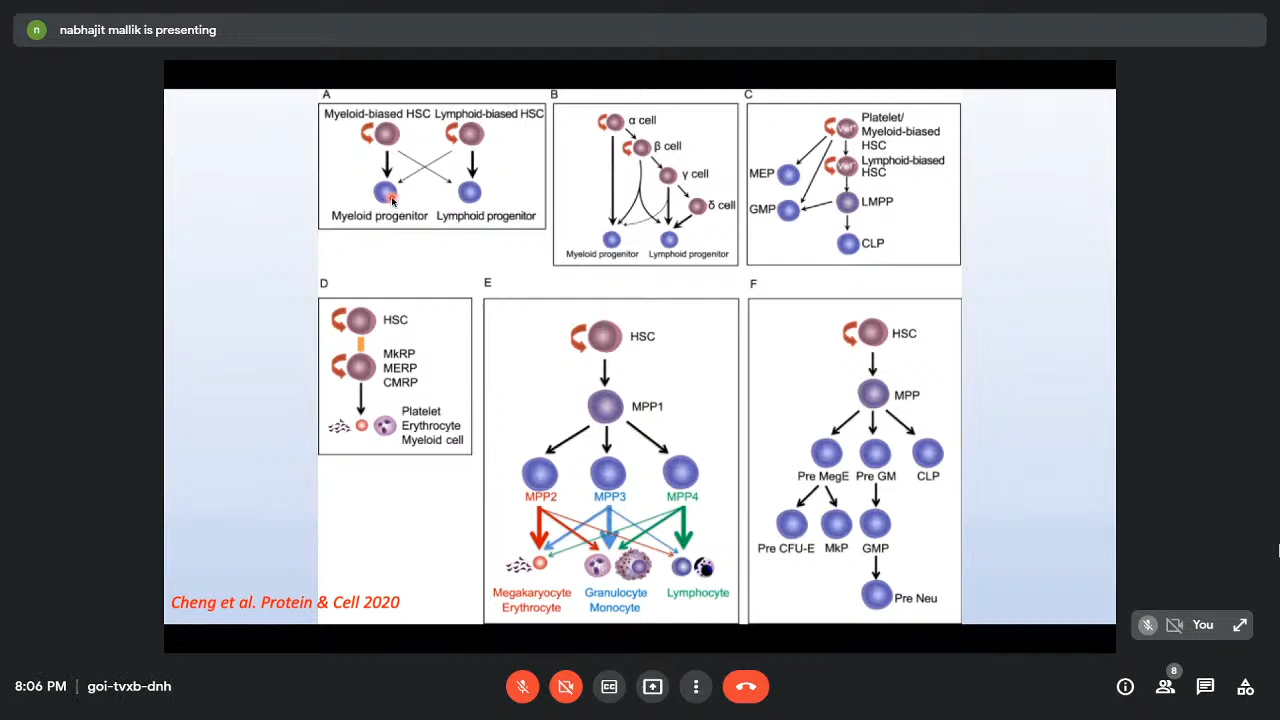 n
nabhajit mallik is presenting
A
Myeloid-biased HSC Lymphoid-biased HSC
Myeloid progenitor Lymphoid progenitor
B
α cell
β cell
γ cell
δ cell
Myeloid progenitor Lymphoid progenitor
C
Platelet/
Myeloid-biased
HSC
Lymphoid-biased
HSC
MEP
GMP
LMPP
CLP
D
HSC
MkRP
MERP
CMRP
Platelet
Erythrocyte
Myeloid cell
E
HSC
MPP1
MPP2 MPP3 MPP4
Megakaryocyte Granulocyte Lymphocyte
Erythrocyte Monocyte
F
HSC
MPP
Pre MegE Pre GM CLP
Pre CFU-E MkP GMP
Pre Neu
Cheng et al. Protein & Cell 2020
You
8:06 PM | goi-tvxb-dnh
8